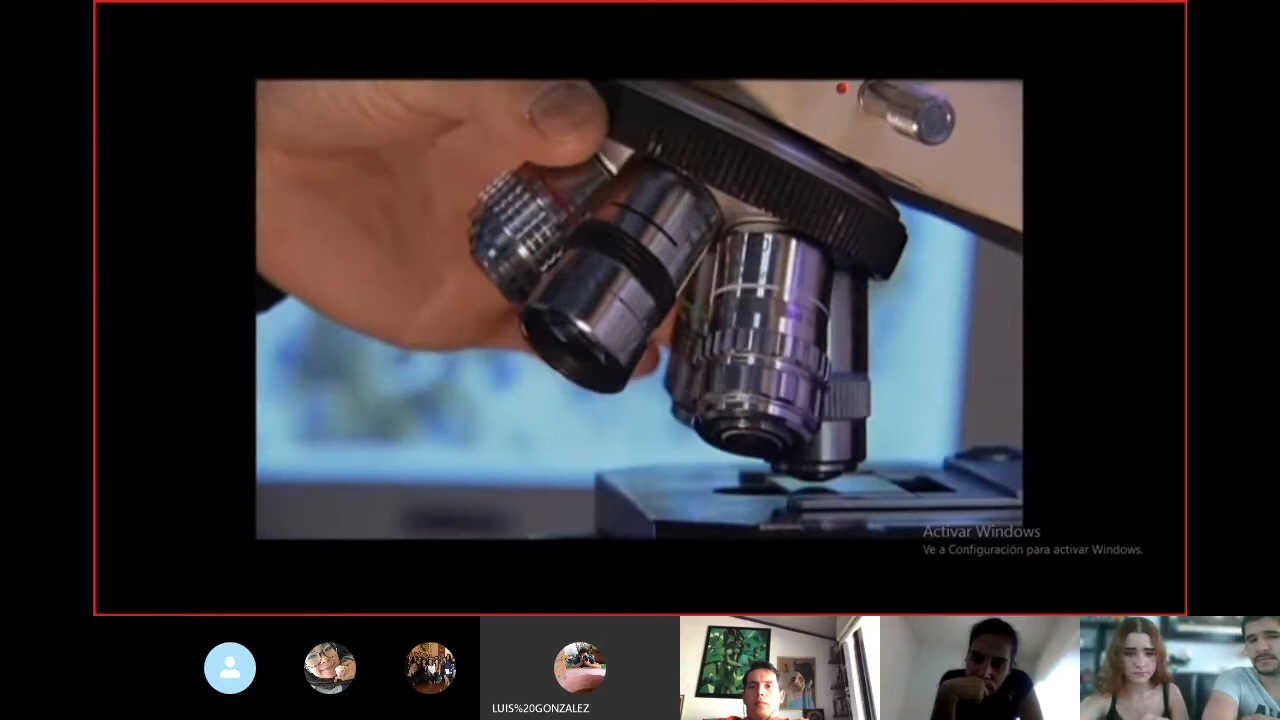 Activar Windows
Ve a Configuración para activar Windows.
LUIS%20GONZALEZ